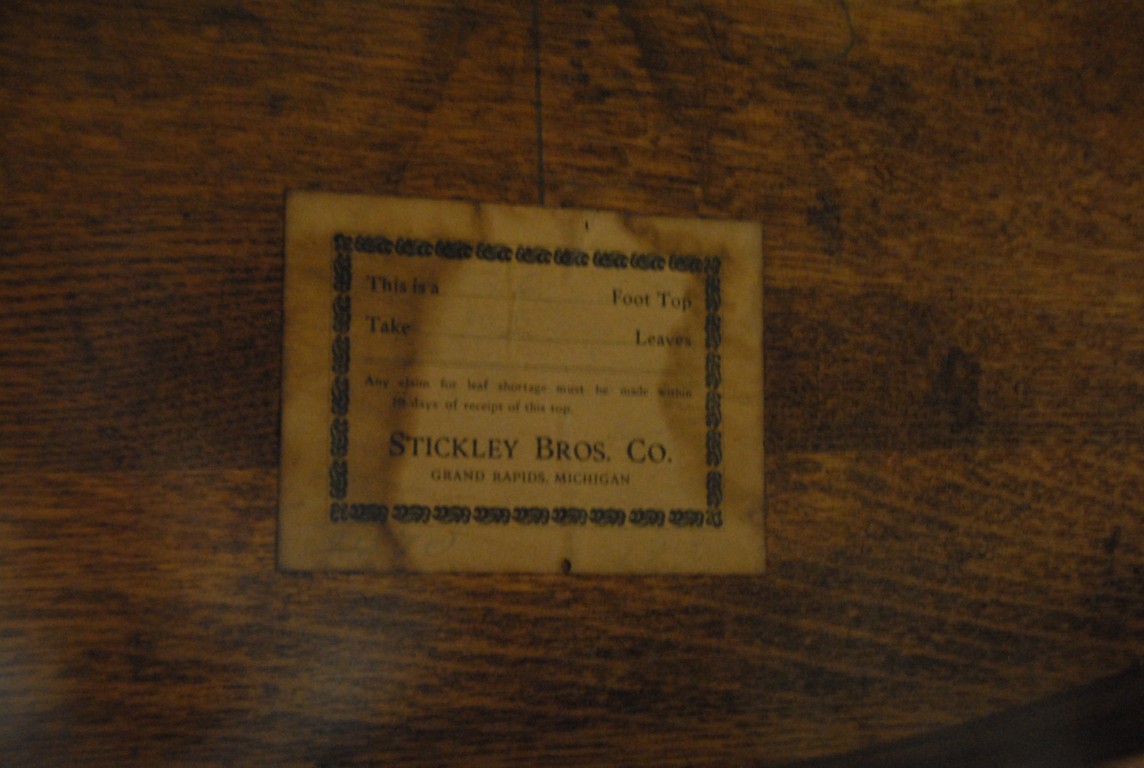 This is a Foot Top
Take Leaves
Any claim for leaf shortage must be made within
10 days of receipt of this top.
STICKLEY BROS. CO.
GRAND RAPIDS, MICHIGAN